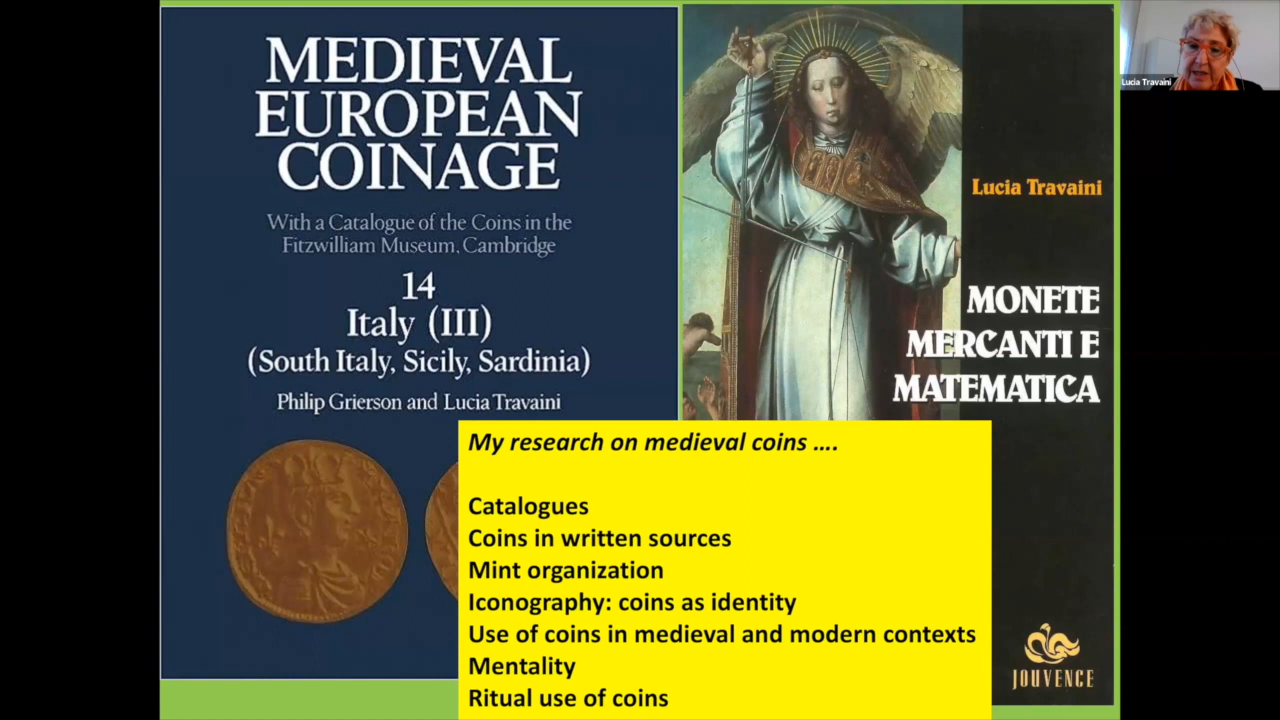 MEDIEVAL
EUROPEAN
COINAGE
With a Catalogue of the Coins in the
Fitzwilliam Museum, Cambridge
14
Italy (III)
(South Italy, Sicily, Sardinia)
Philip Grierson and Lucia Travaini
Lucia Travaini
MONETE
MERCANTI E
MATEMATICA
JOUVENCE
My research on medieval coins ....
Catalogues
Coins in written sources
Mint organization
Iconography: coins as identity
Use of coins in medieval and modern contexts
Mentality
Ritual use of coins
Lucia Travaini